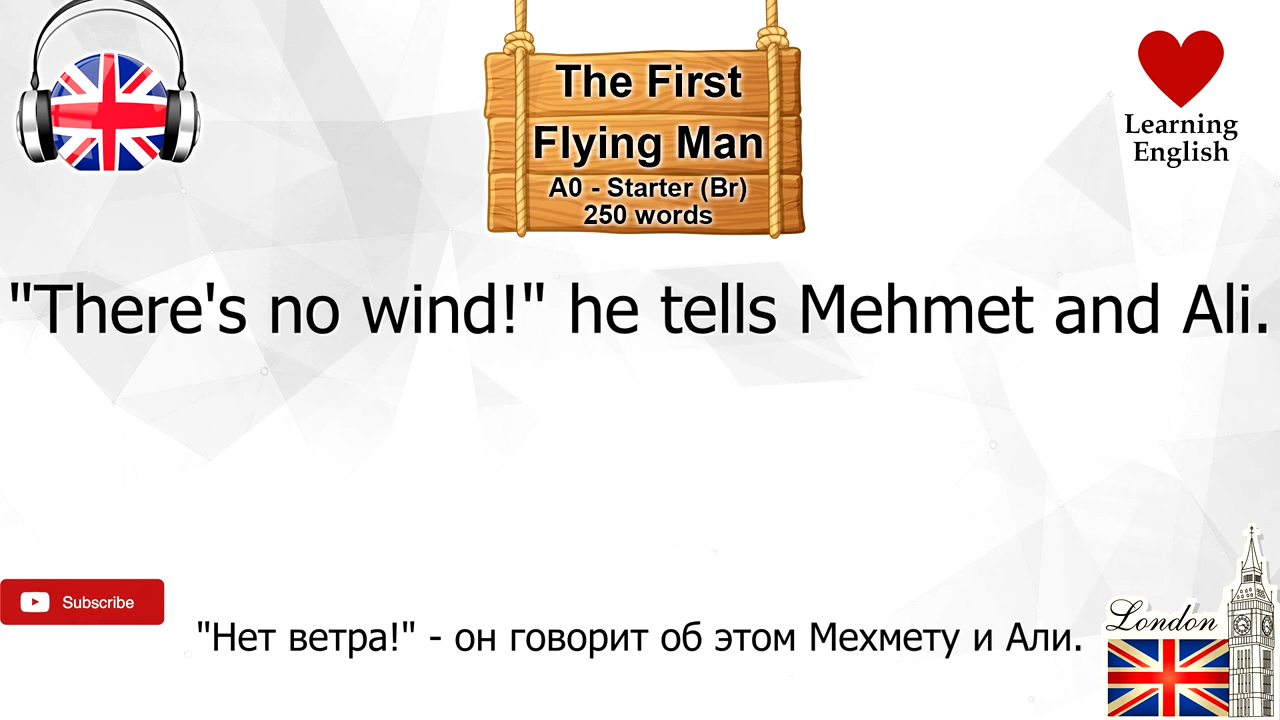 The First
Flying Man
A0 - Starter (Br)
250 words
Learning
English
"There's no wind!" he tells Mehmet and Ali.
Subscribe
"Нет ветра!" - он говорит об этом Мехмету и Али.
London